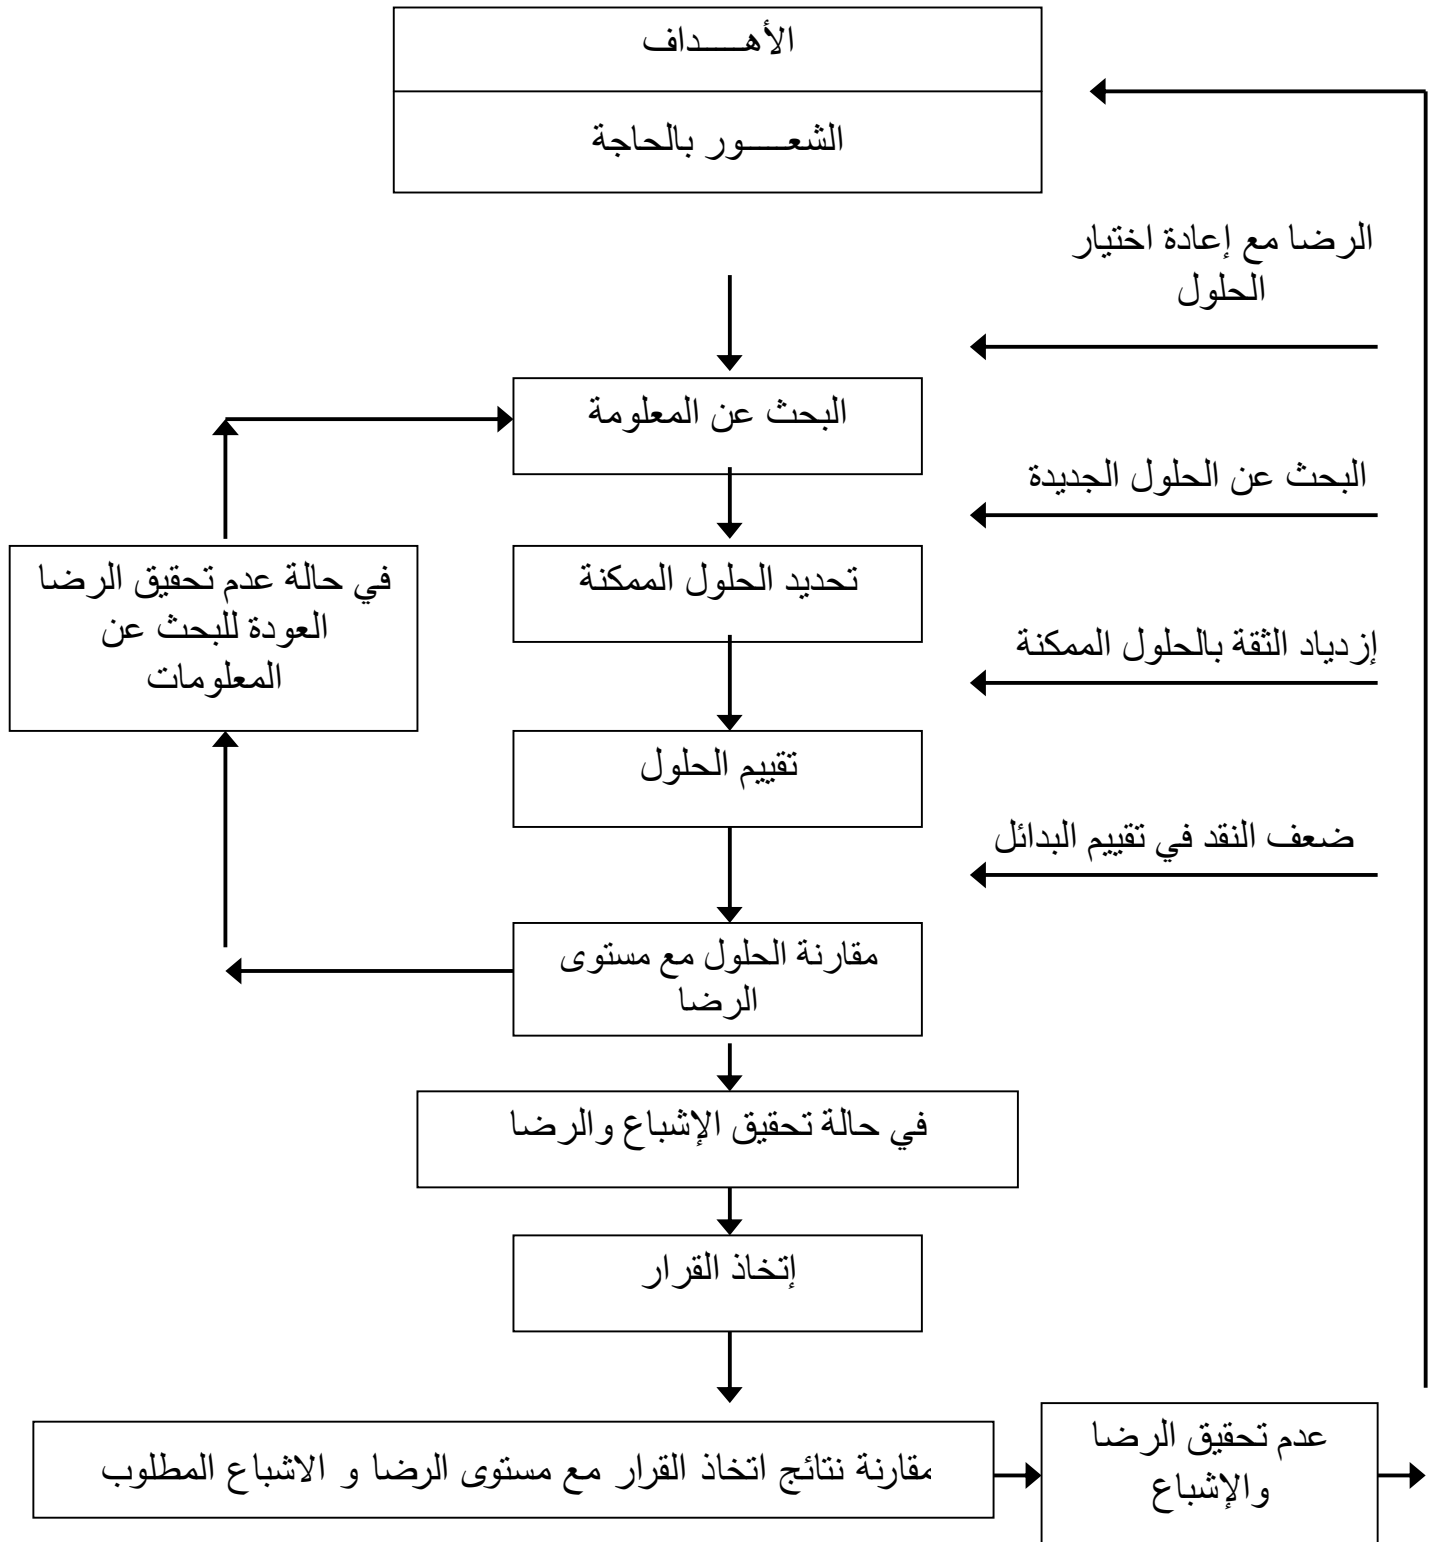 الأهـــــداف
الشعـــــور بالحاجة
الرضا مع إعادة اختيار
الحلول
البحث عن المعلومة
البحث عن الحلول الجديدة
في حالة عدم تحقيق الرضا
العودة للبحث عن
المعلومات
تحديد الحلول الممكنة
إزدياد الثقة بالحلول الممكنة
تقييم الحلول
ضعف النقد في تقييم البدائل
مقارنة الحلول مع مستوى
الرضا
في حالة تحقيق الإشباع والرضا
إتخاذ القرار
مقارنة نتائج اتخاذ القرار مع مستوى الرضا و الاشباع المطلوب
عدم تحقيق الرضا
والإشباع